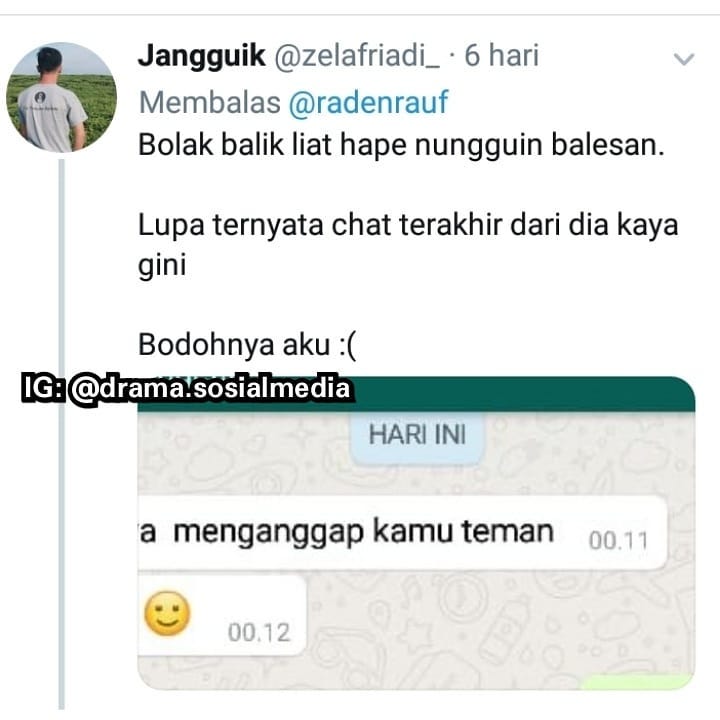 Jangguik @zelafriadi_ · 6 hari
Membalas @radenrauf
Bolak balik liat hape nungguin balesan.
Lupa ternyata chat terakhir dari dia kaya
gini
Bodohnya aku :(
IG: @drama.sosialmedia
HARI INI
a menganggap kamu teman 00.11
🙂 00.12